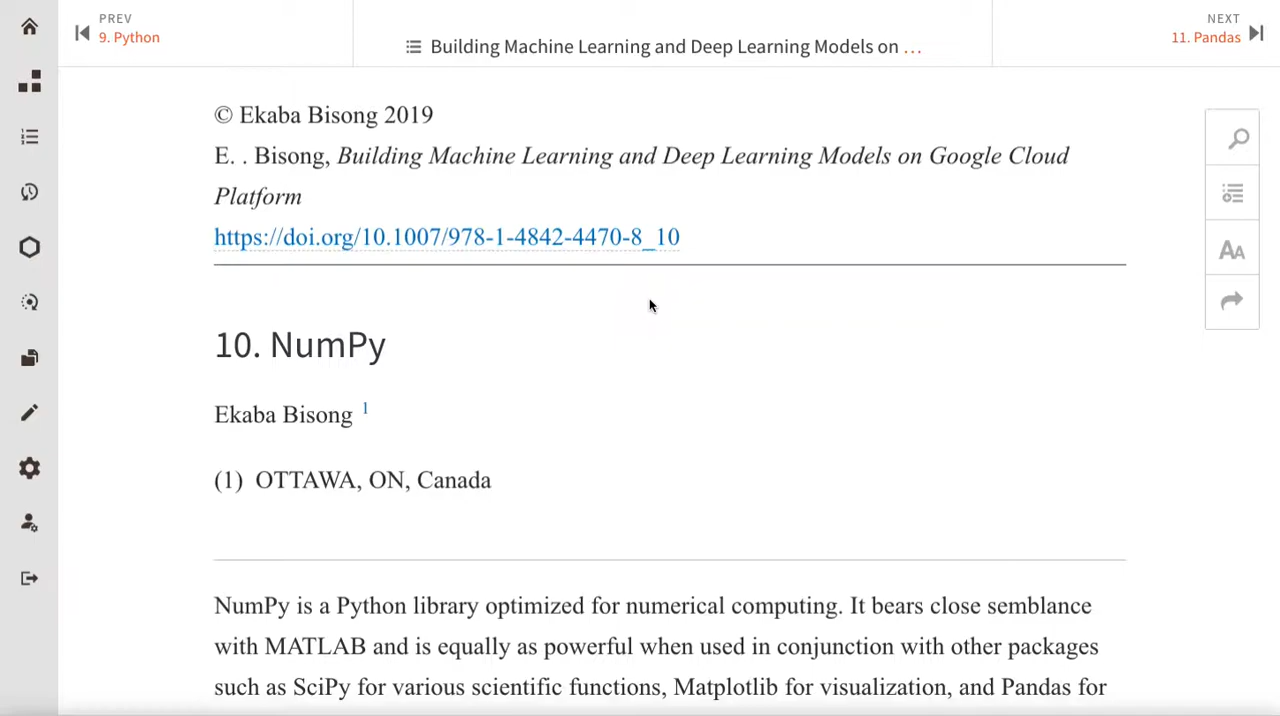 PREV
9. Python
Building Machine Learning and Deep Learning Models on ...
NEXT
11. Pandas
© Ekaba Bisong 2019
E. . Bisong, Building Machine Learning and Deep Learning Models on Google Cloud
Platform
https://doi.org/10.1007/978-1-4842-4470-8_10
10. NumPy
Ekaba Bisong 1
(1) OTTAWA, ON, Canada
NumPy is a Python library optimized for numerical computing. It bears close semblance
with MATLAB and is equally as powerful when used in conjunction with other packages
such as SciPy for various scientific functions, Matplotlib for visualization, and Pandas for
AA